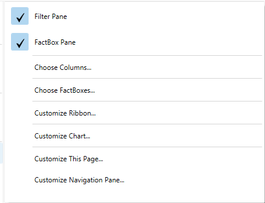 Filter Pane
FactBox Pane
Choose Columns...
Choose FactBoxes...
Customize Ribbon...
Customize Chart...
Customize This Page...
Customize Navigation Pane...